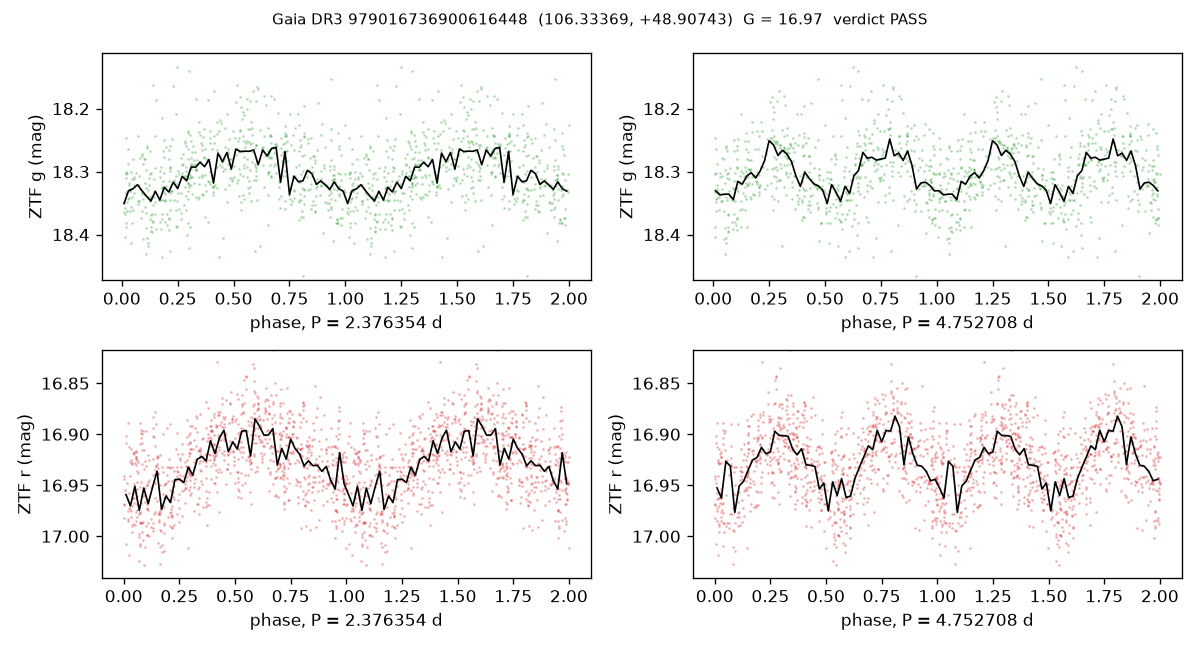 Gaia DR3 979016736900616448  (106.33369, +48.90743)  G = 16.97  verdict PASS
ZTF g (mag)
18.2
18.3
18.4
0.00 0.25 0.50 0.75 1.00 1.25 1.50 1.75 2.00
phase, P = 2.376354 d
ZTF g (mag)
18.2
18.3
18.4
0.00 0.25 0.50 0.75 1.00 1.25 1.50 1.75 2.00
phase, P = 4.752708 d
ZTF r (mag)
16.85
16.90
16.95
17.00
0.00 0.25 0.50 0.75 1.00 1.25 1.50 1.75 2.00
phase, P = 2.376354 d
ZTF r (mag)
16.85
16.90
16.95
17.00
0.00 0.25 0.50 0.75 1.00 1.25 1.50 1.75 2.00
phase, P = 4.752708 d